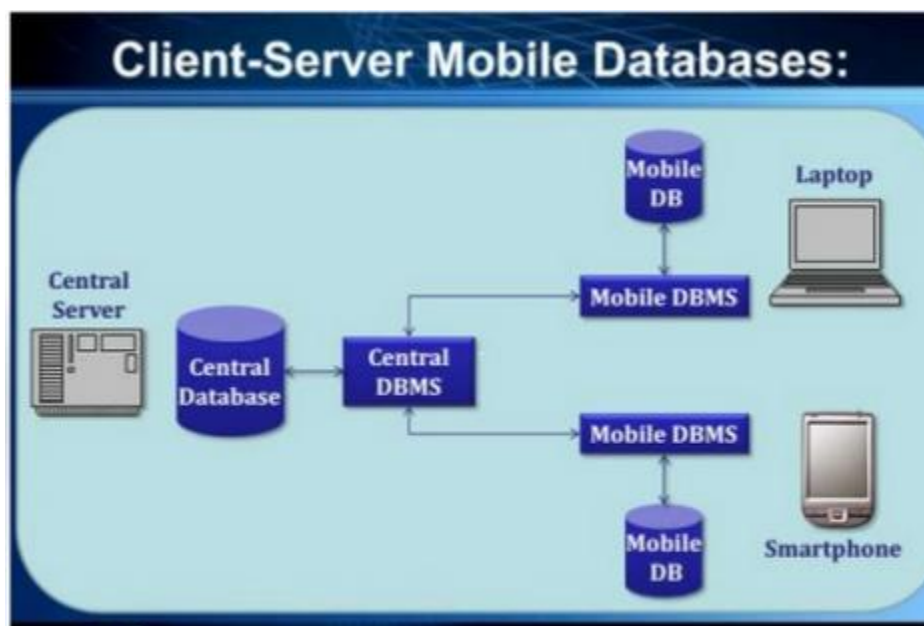 Client-Server Mobile Databases:
Mobile
DB
Laptop
Central
Server
Mobile DBMS
Central
Database
Central
DBMS
Mobile DBMS
Mobile
DB
Smartphone